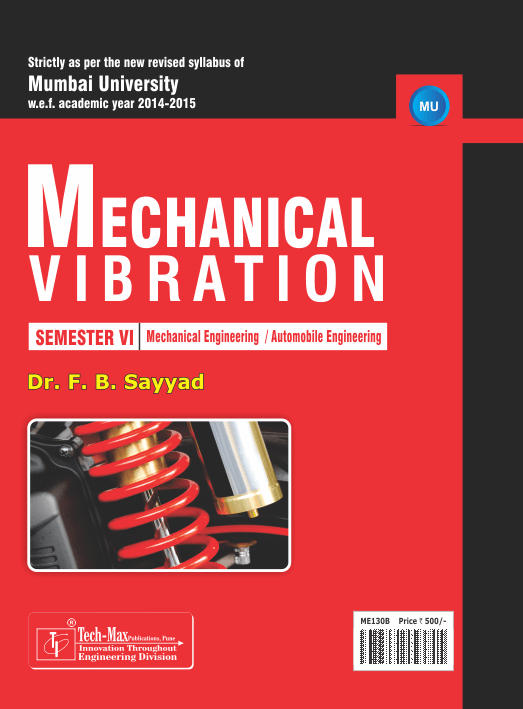 Strictly as per the new revised syllabus of
Mumbai University
w.e.f. academic year 2014-2015
MU
MECHANICAL
VIBRATION
SEMESTER VI Mechanical Engineering / Automobile Engineering
Dr. F. B. Sayyad
®
Tech-Max Publications, Pune
Innovation Throughout
Engineering Division
ME130B Price ₹ 500/-